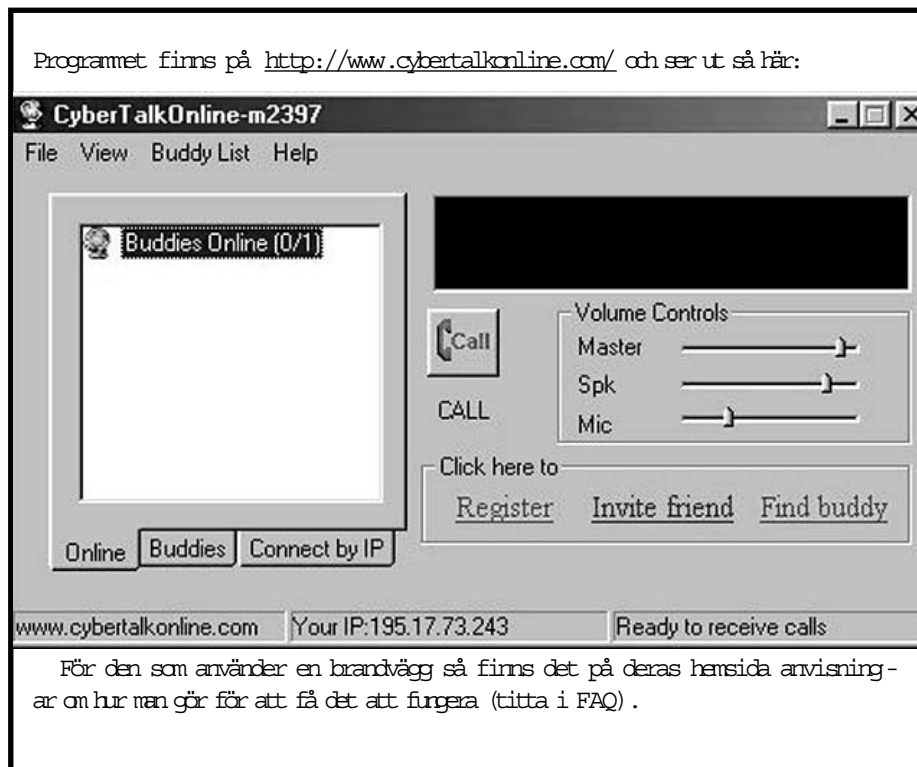 Programmet finns på http://www.cybertalkonline.com/ och ser ut så här:
CyberTalkOnline-m2397
File View Buddy List Help
Buddies Online (0/1)
Call
CALL
Volume Controls
Master
Spk
Mic
Click here to
Register Invite friend Find buddy
Online Buddies Connect by IP
www.cybertalkonline.com Your IP:195.17.73.243 Ready to receive calls
För den som använder en brandvägg så finns det på deras hemsida anvisning-
ar om hur man gör för att få det att fungera (titta i FAQ).